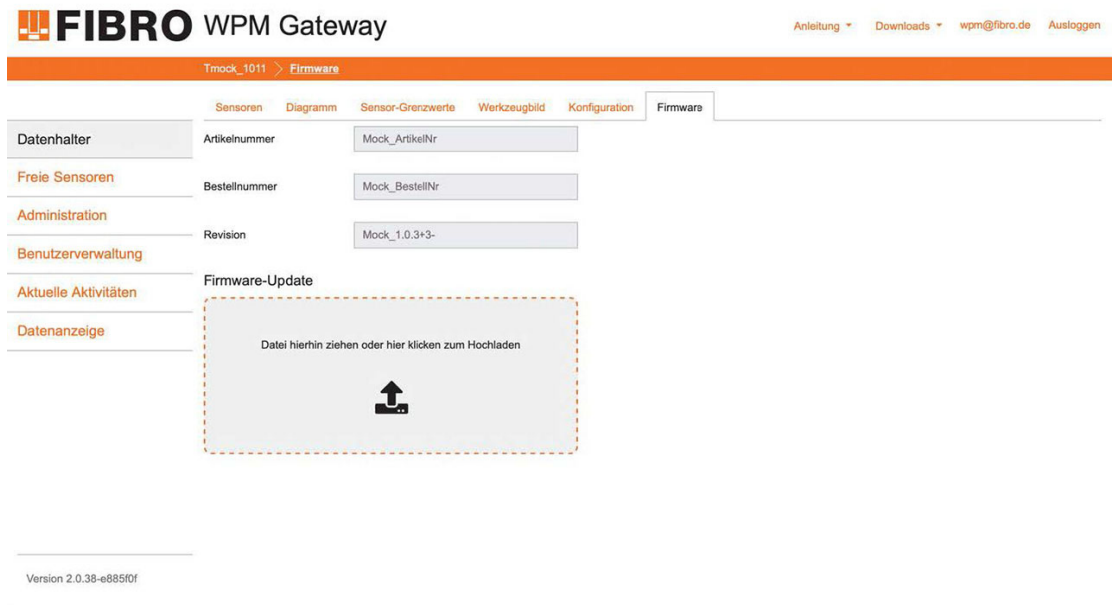 FIBRO WPM Gateway
Anleitung Downloads wpm@fibro.de Ausloggen
Tmock_1011 Firmware
Sensoren Diagramm Sensor-Grenzwerte Werkzeugbild Konfiguration Firmware
Datenhalter
Freie Sensoren
Administration
Benutzerverwaltung
Aktuelle Aktivitäten
Datenanzeige
Artikelnummer Mock_ArtikelNr
Bestellnummer Mock_BestellNr
Revision Mock_1.0.3+3-
Firmware-Update
Datei hierhin ziehen oder hier klicken zum Hochladen
Version 2.0.38-e885f0f